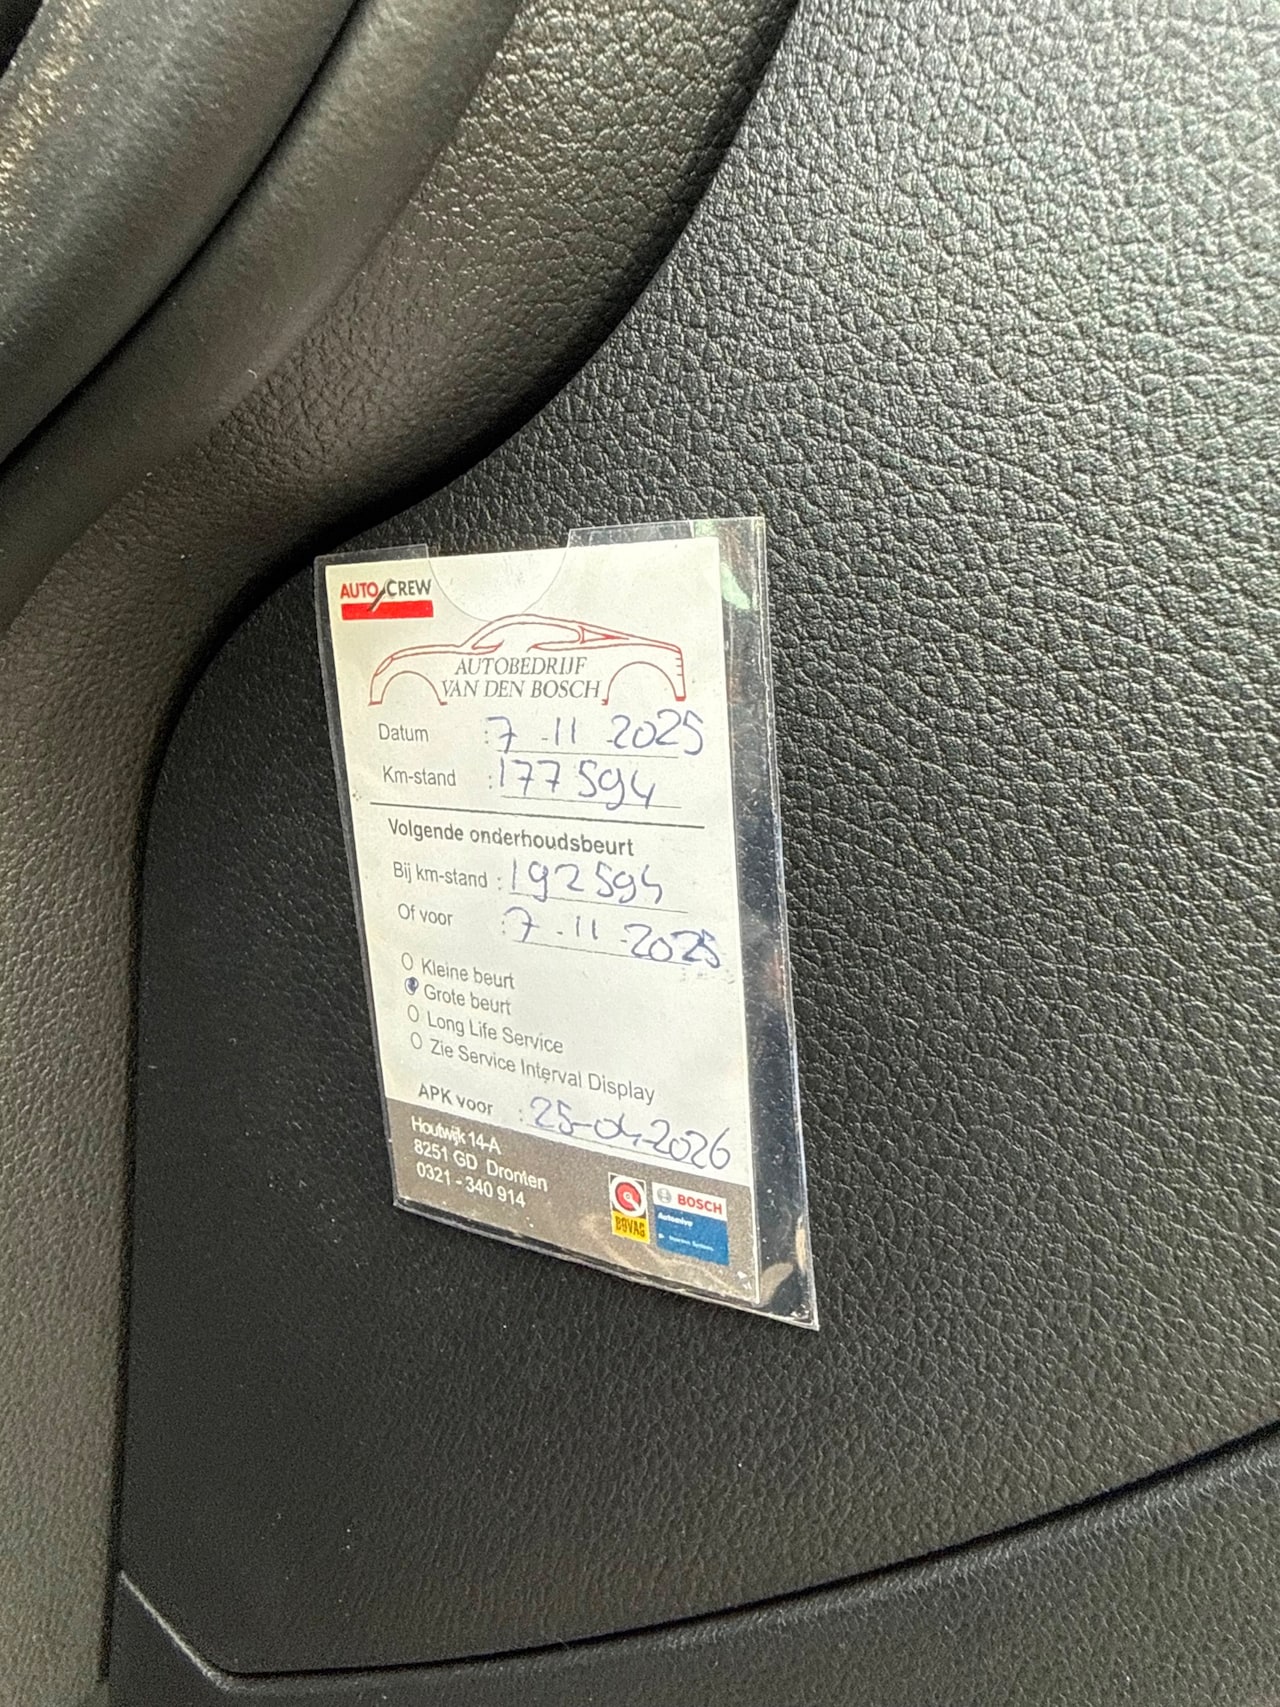 AUTO CREW
AUTOBEDRIJF
VAN DEN BOSCH
Datum : 7-11 2025
Km-stand : 177594
Volgende onderhoudsbeurt
Bij km-stand : 192594
Of voor : 7-11-2025
Kleine beurt
Grote beurt
Long Life Service
Zie Service Interval Display
APK voor : 25-04-2026
Houtwijk 14-A
8251 GD Dronten
0321 - 340 914
BOVAG
BOSCH